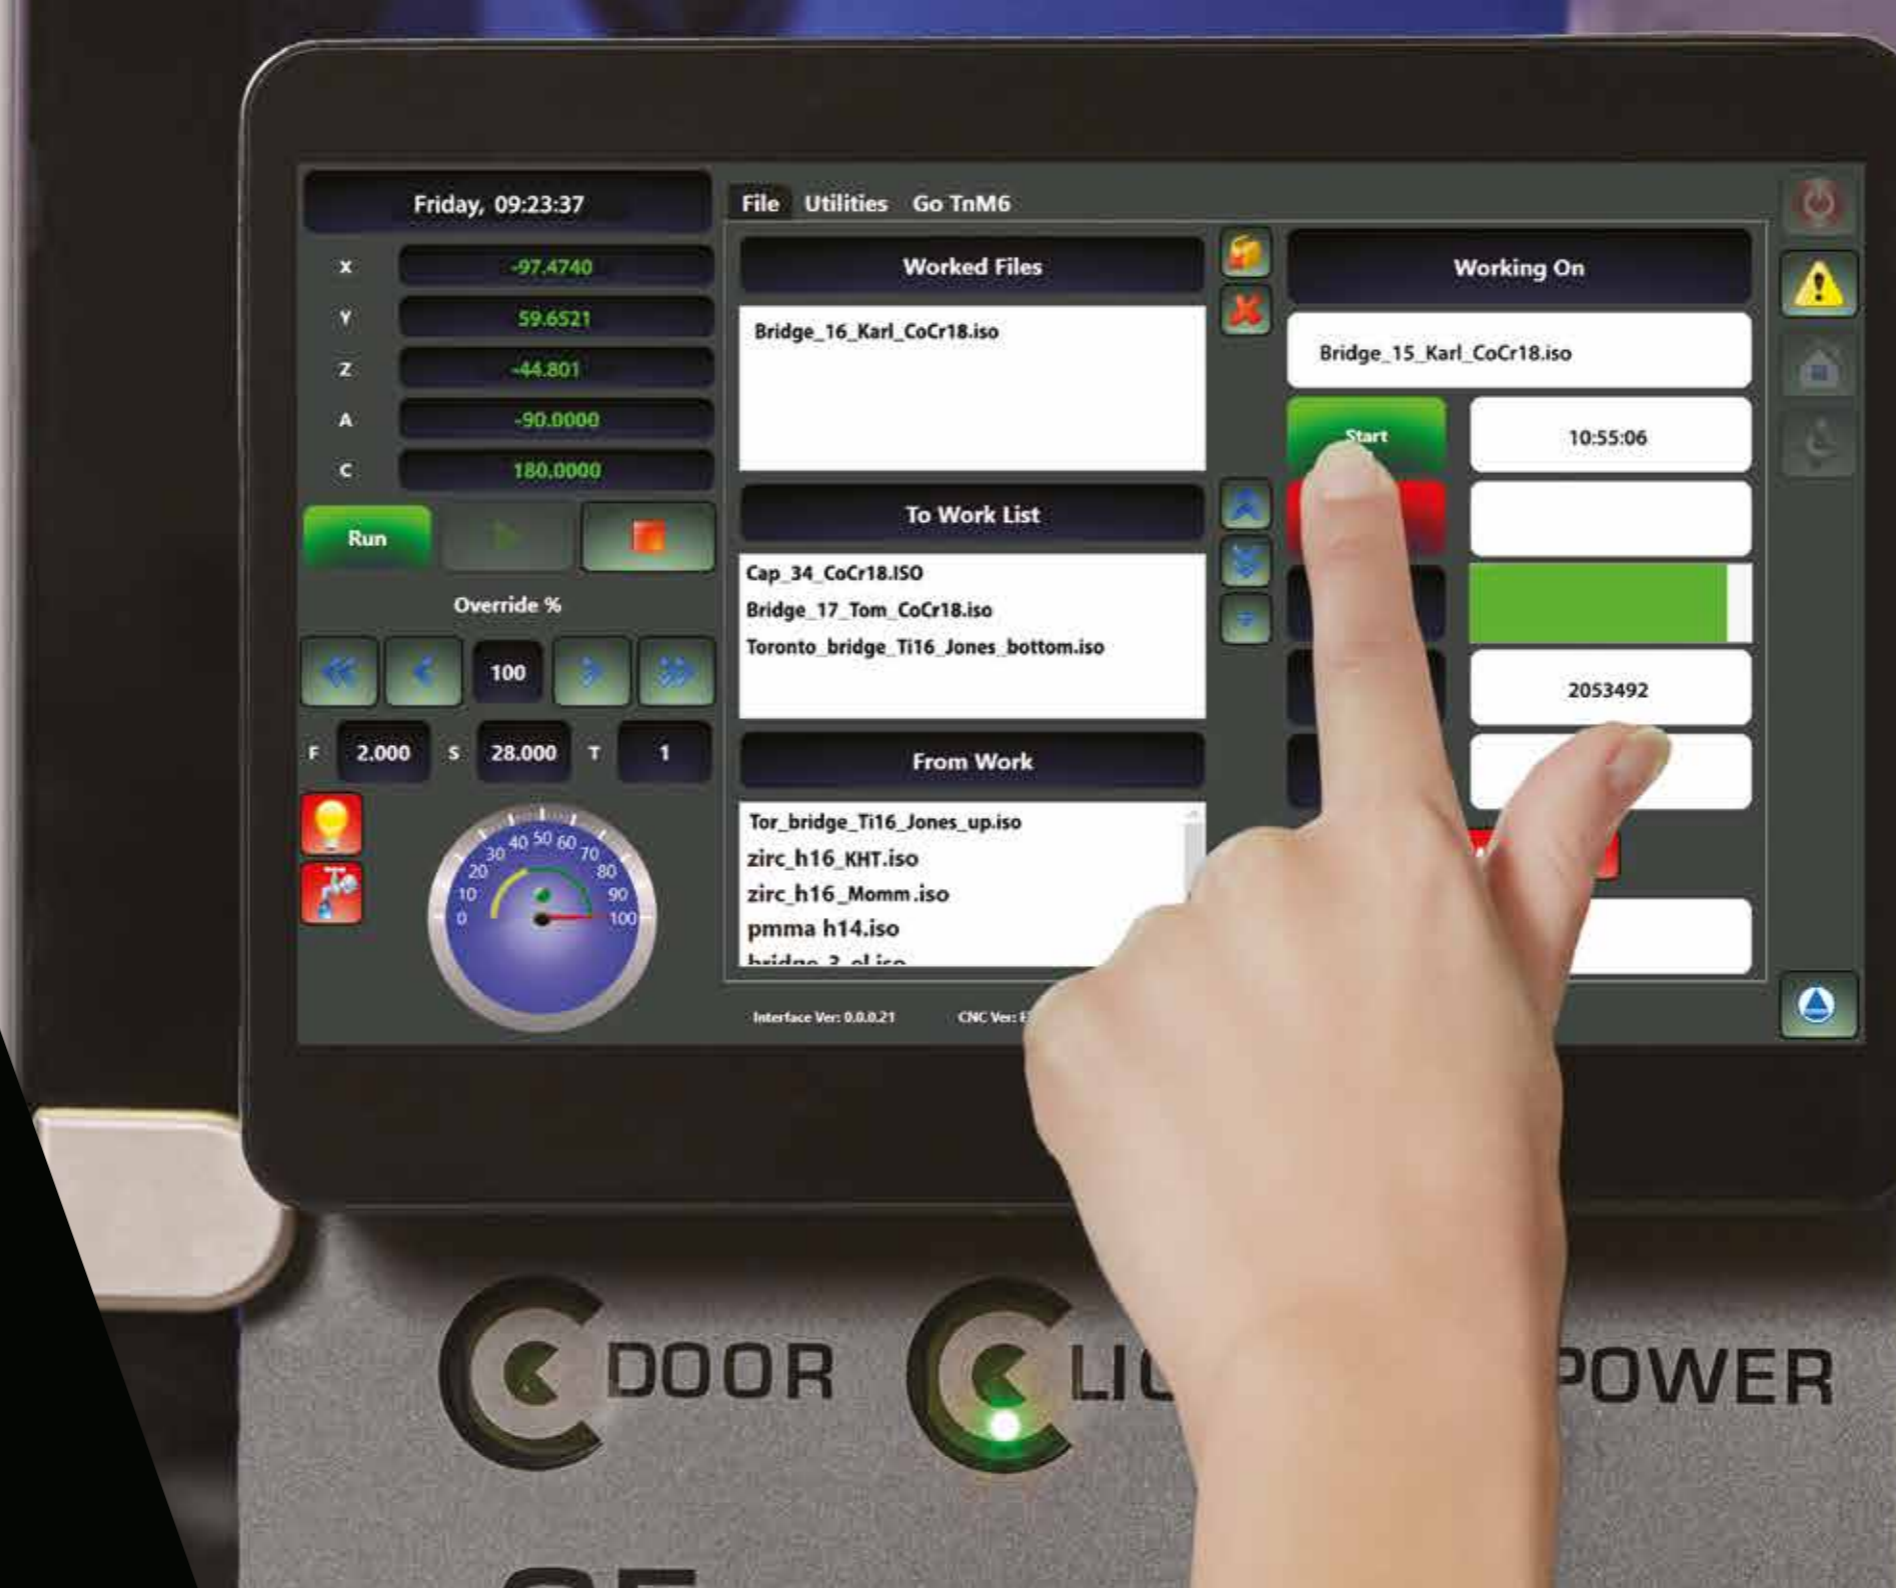 Friday, 09:23:37
X -97.4740
Y 59.6521
Z -44.801
A -90.0000
C 180.0000
Run
Override %
100
F 2.000 S 28.000 T 1
0 10 20 30 40 50 60 70 80 90 100
File Utilities Go TnM6
Worked Files
Bridge_16_Karl_CoCr18.iso
To Work List
Cap_34_CoCr18.ISO
Bridge_17_Tom_CoCr18.iso
Toronto_bridge_Ti16_Jones_bottom.iso
From Work
Tor_bridge_Ti16_Jones_up.iso
zirc_h16_KHT.iso
zirc_h16_Momm.iso
pmma h14.iso
bridge_3_el.iso
Interface Ver: 0.0.0.21 CNC Ver:
Working On
Bridge_15_Karl_CoCr18.iso
Start
10:55:06
2053492
DOOR
POWER